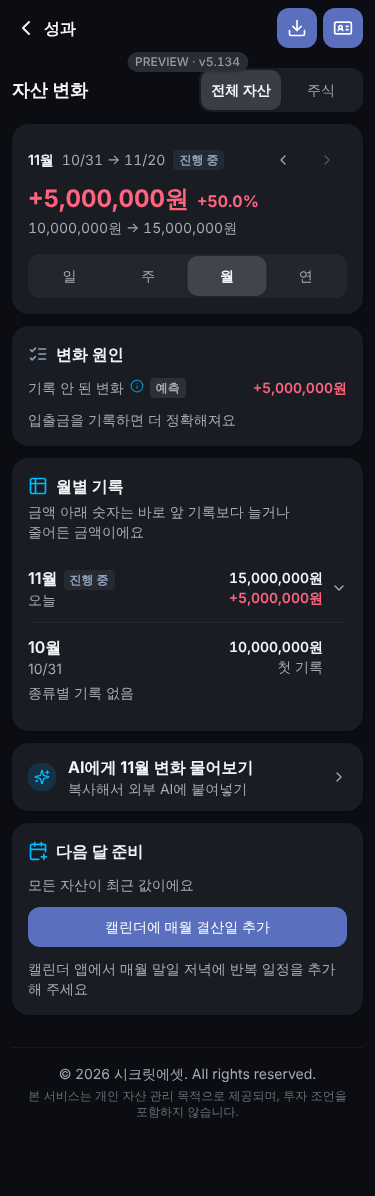 성과
PREVIEW · v5.134
자산 변화
전체 자산 주식
11월 10/31 → 11/20 진행 중
+5,000,000원 +50.0%
10,000,000원 → 15,000,000원
일 주 월 연
변화 원인
기록 안 된 변화 예측 +5,000,000원
입출금을 기록하면 더 정확해져요
월별 기록
금액 아래 숫자는 바로 앞 기록보다 늘거나
줄어든 금액이에요
11월 진행 중 15,000,000원
오늘 +5,000,000원
10월 10,000,000원
10/31 첫 기록
종류별 기록 없음
AI에게 11월 변화 물어보기
복사해서 외부 AI에 붙여넣기
다음 달 준비
모든 자산이 최근 값이에요
캘린더에 매월 결산일 추가
캘린더 앱에서 매월 말일 저녁에 반복 일정을 추가
해 주세요
© 2026 시크릿에셋. All rights reserved.
본 서비스는 개인 자산 관리 목적으로 제공되며, 투자 조언을
포함하지 않습니다.